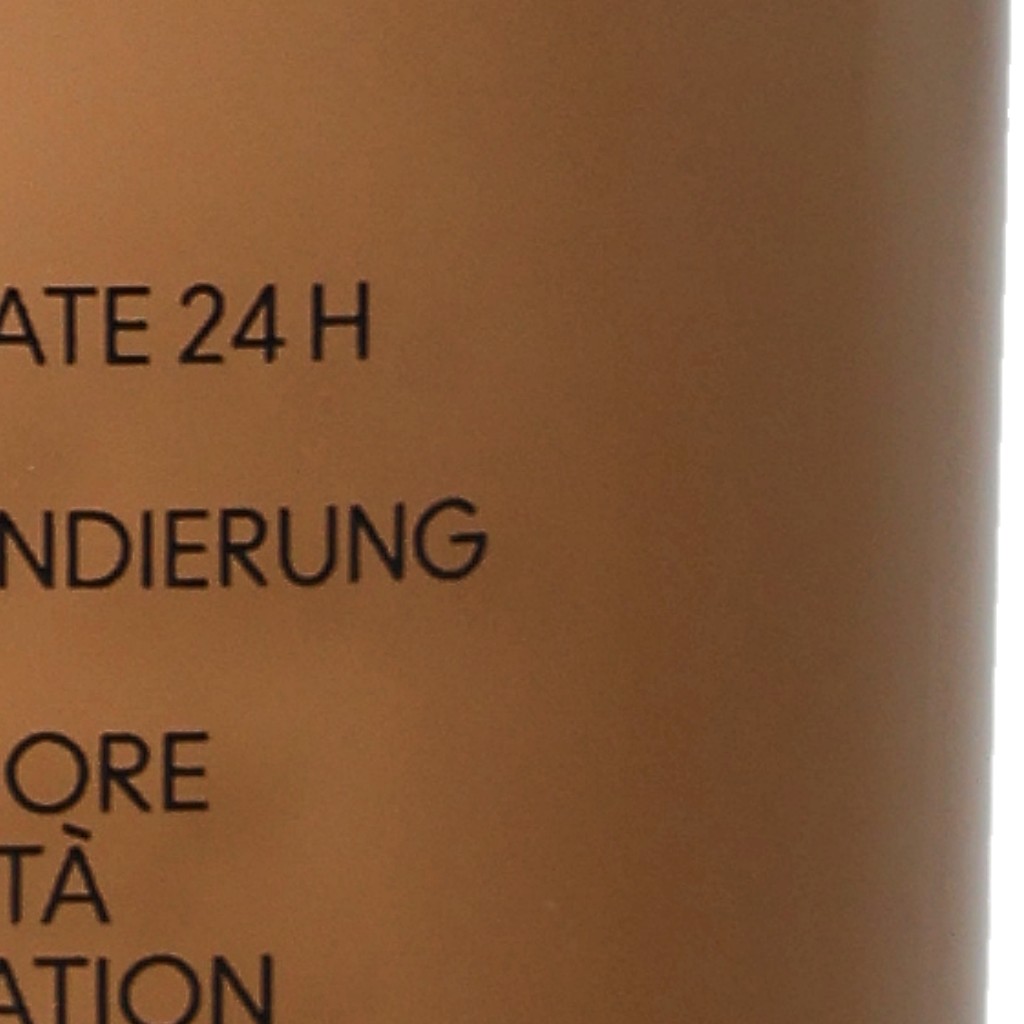 ATE 24 H
NDIERUNG
ORE
TÀ
ATION